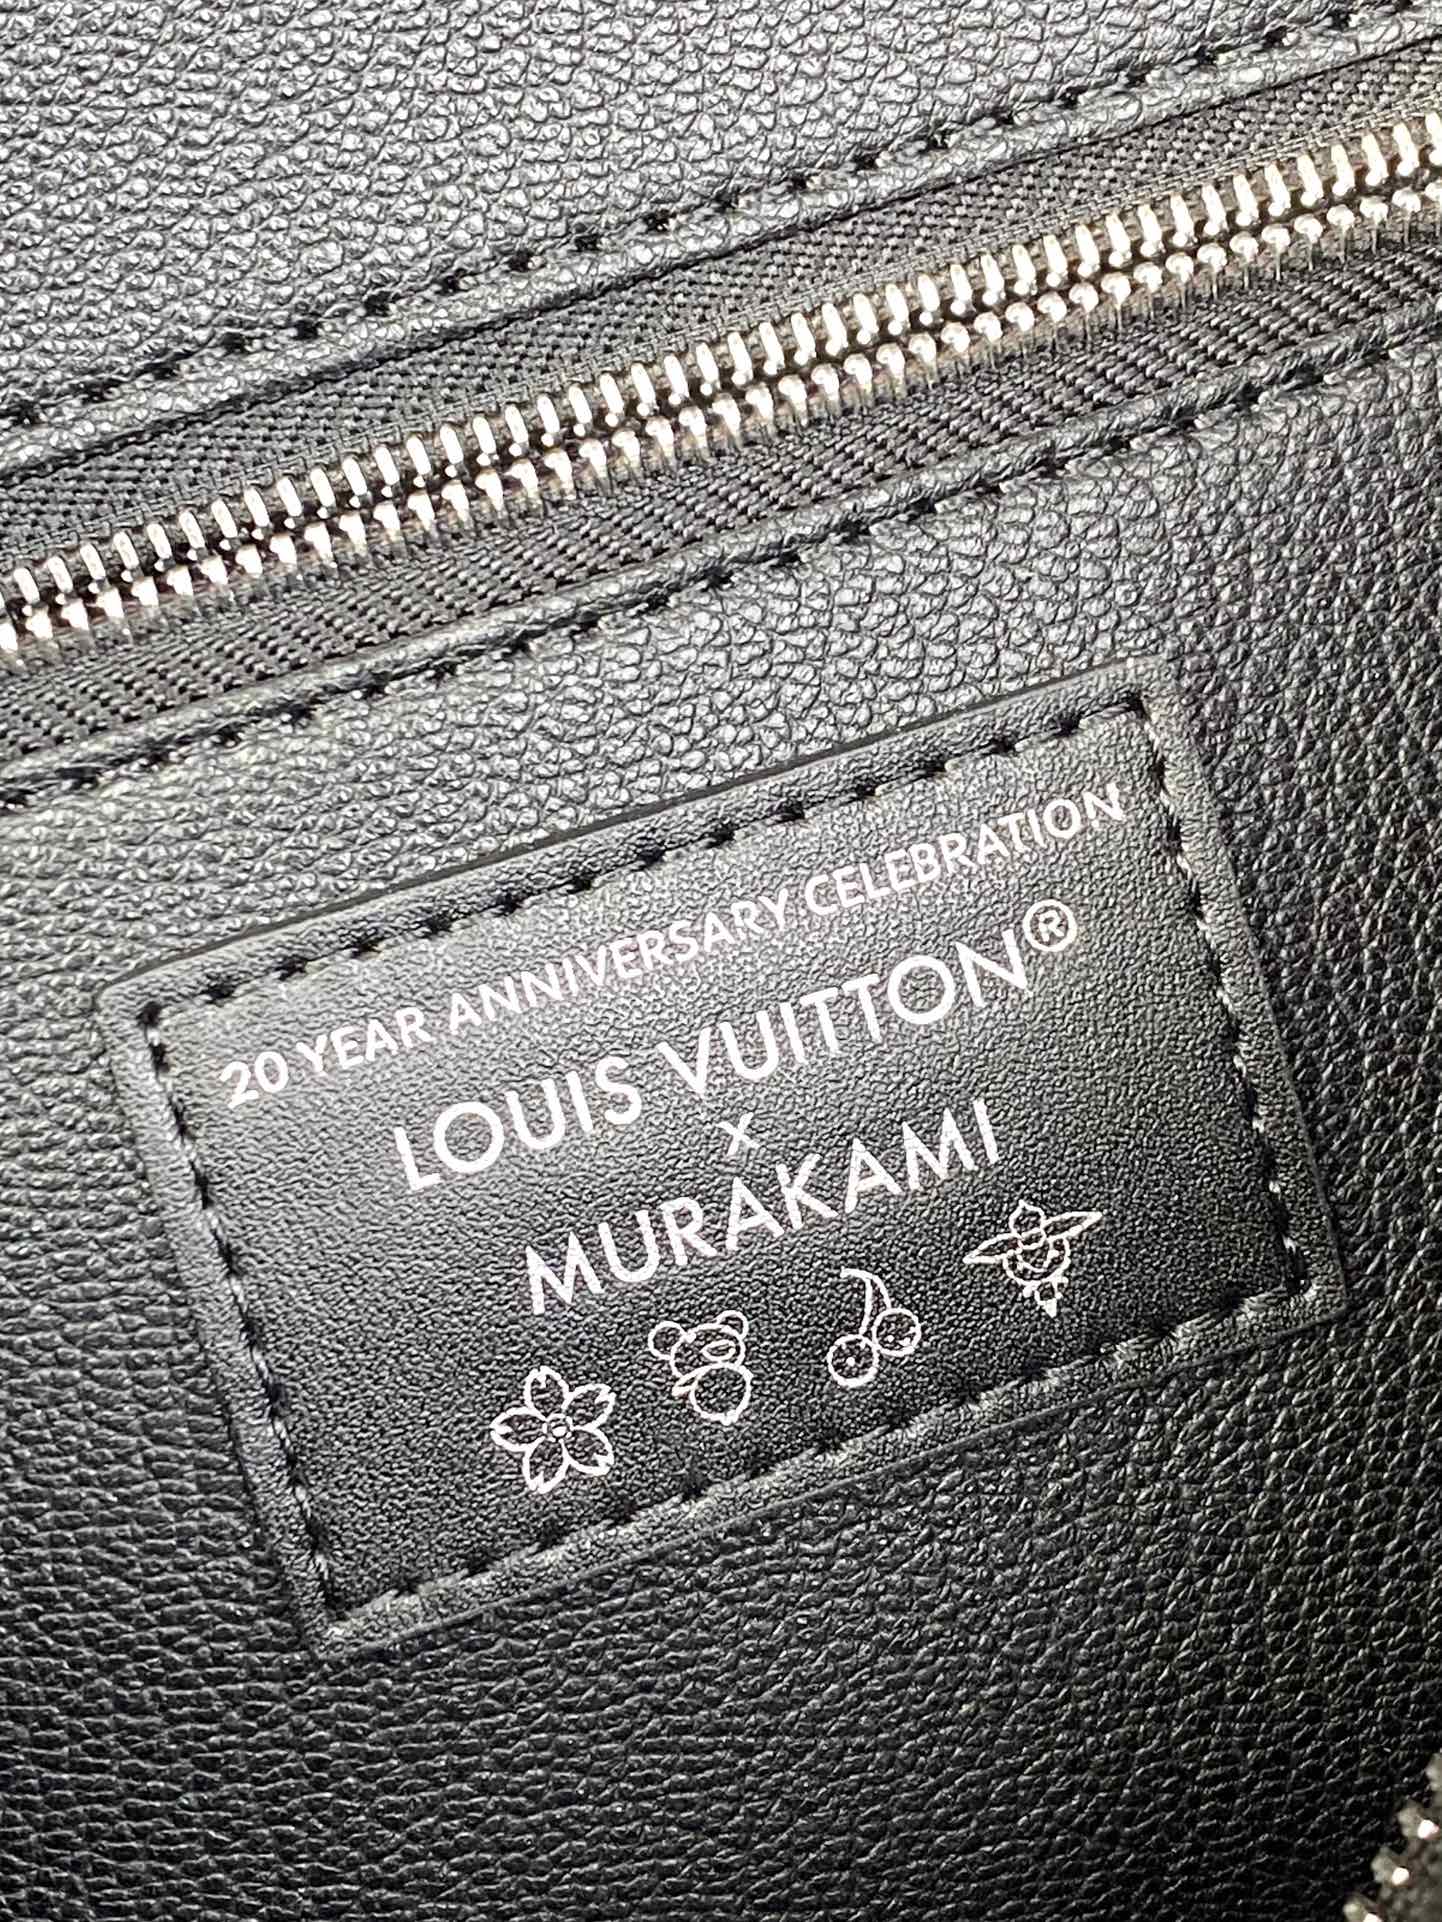 20 YEAR ANNIVERSARY CELEBRATION
LOUIS VUITTON®
x
MURAKAMI